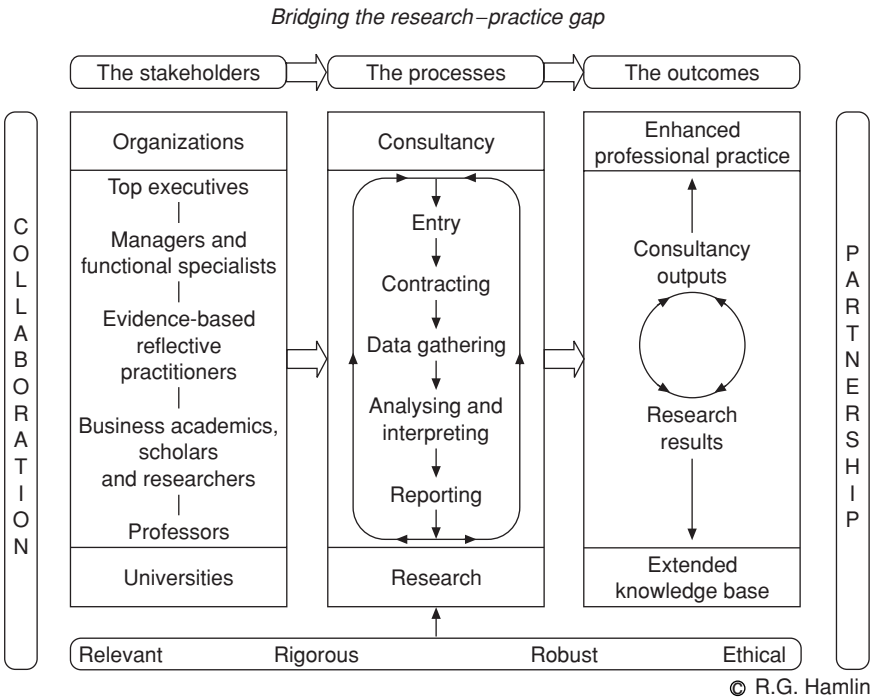 Bridging the research–practice gap
The stakeholders
The processes
The outcomes
COLLABORATION
Organizations
Top executives
Managers and
functional specialists
Evidence-based
reflective
practitioners
Business academics,
scholars
and researchers
Professors
Universities
Consultancy
Entry
Contracting
Data gathering
Analysing and
interpreting
Reporting
Research
Enhanced
professional practice
Consultancy
outputs
Research
results
Extended
knowledge base
PARTNERSHIP
Relevant Rigorous Robust Ethical
© R.G. Hamlin